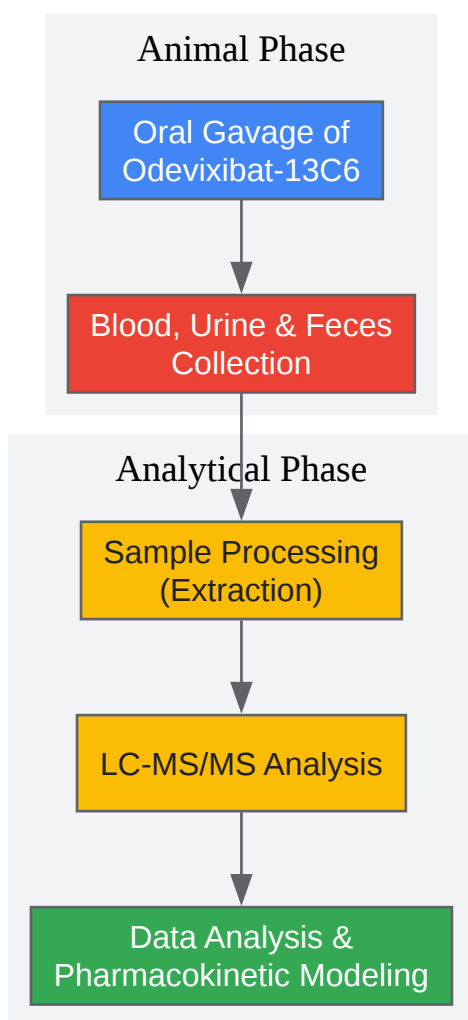 Animal Phase
Oral Gavage of
Odevixibat-13C6
Blood, Urine & Feces
Collection
Analytical Phase
Sample Processing
(Extraction)
LC-MS/MS Analysis
Data Analysis &
Pharmacokinetic Modeling